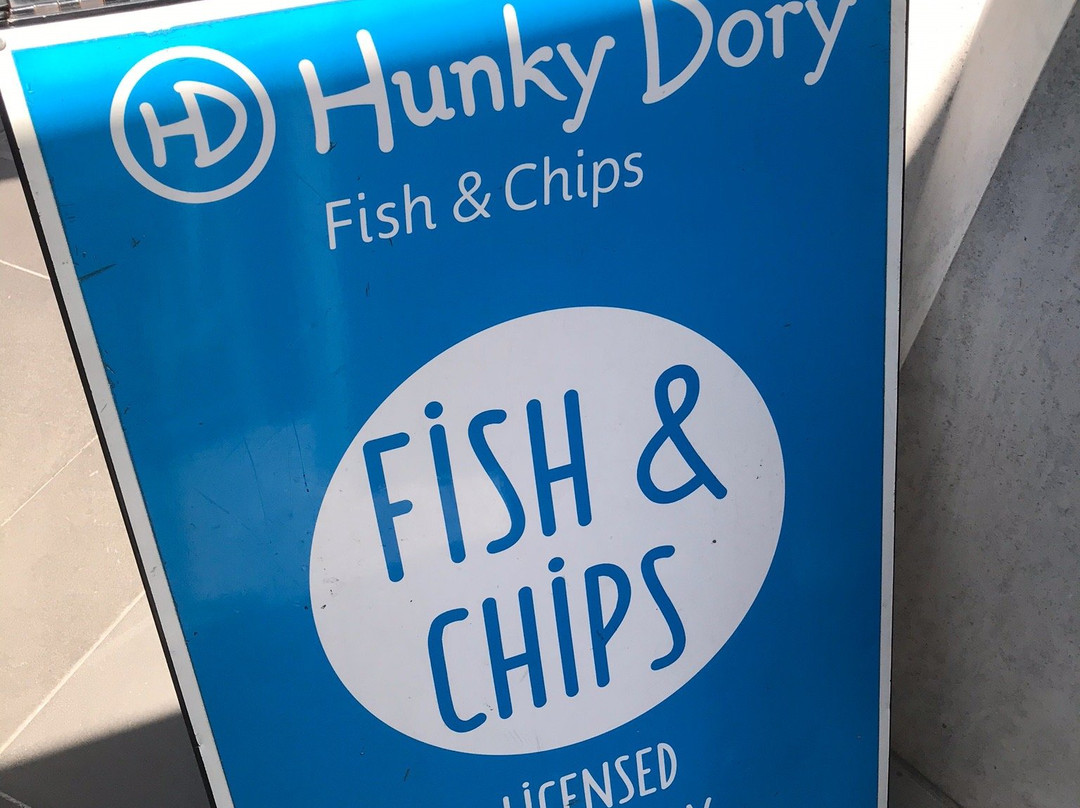 HD
Hunky Dory
Fish & Chips
FiSH &
CHiPS
LiCENSED